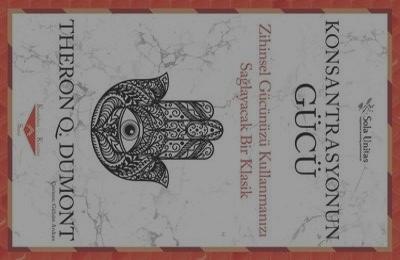 Sola Unitas
KONSANTRASYONUN
GÜCÜ
Zihinsel Gücünüzü Kullanmanızı
Sağlayacak Bir Klasik
THERON Q. DUMONT